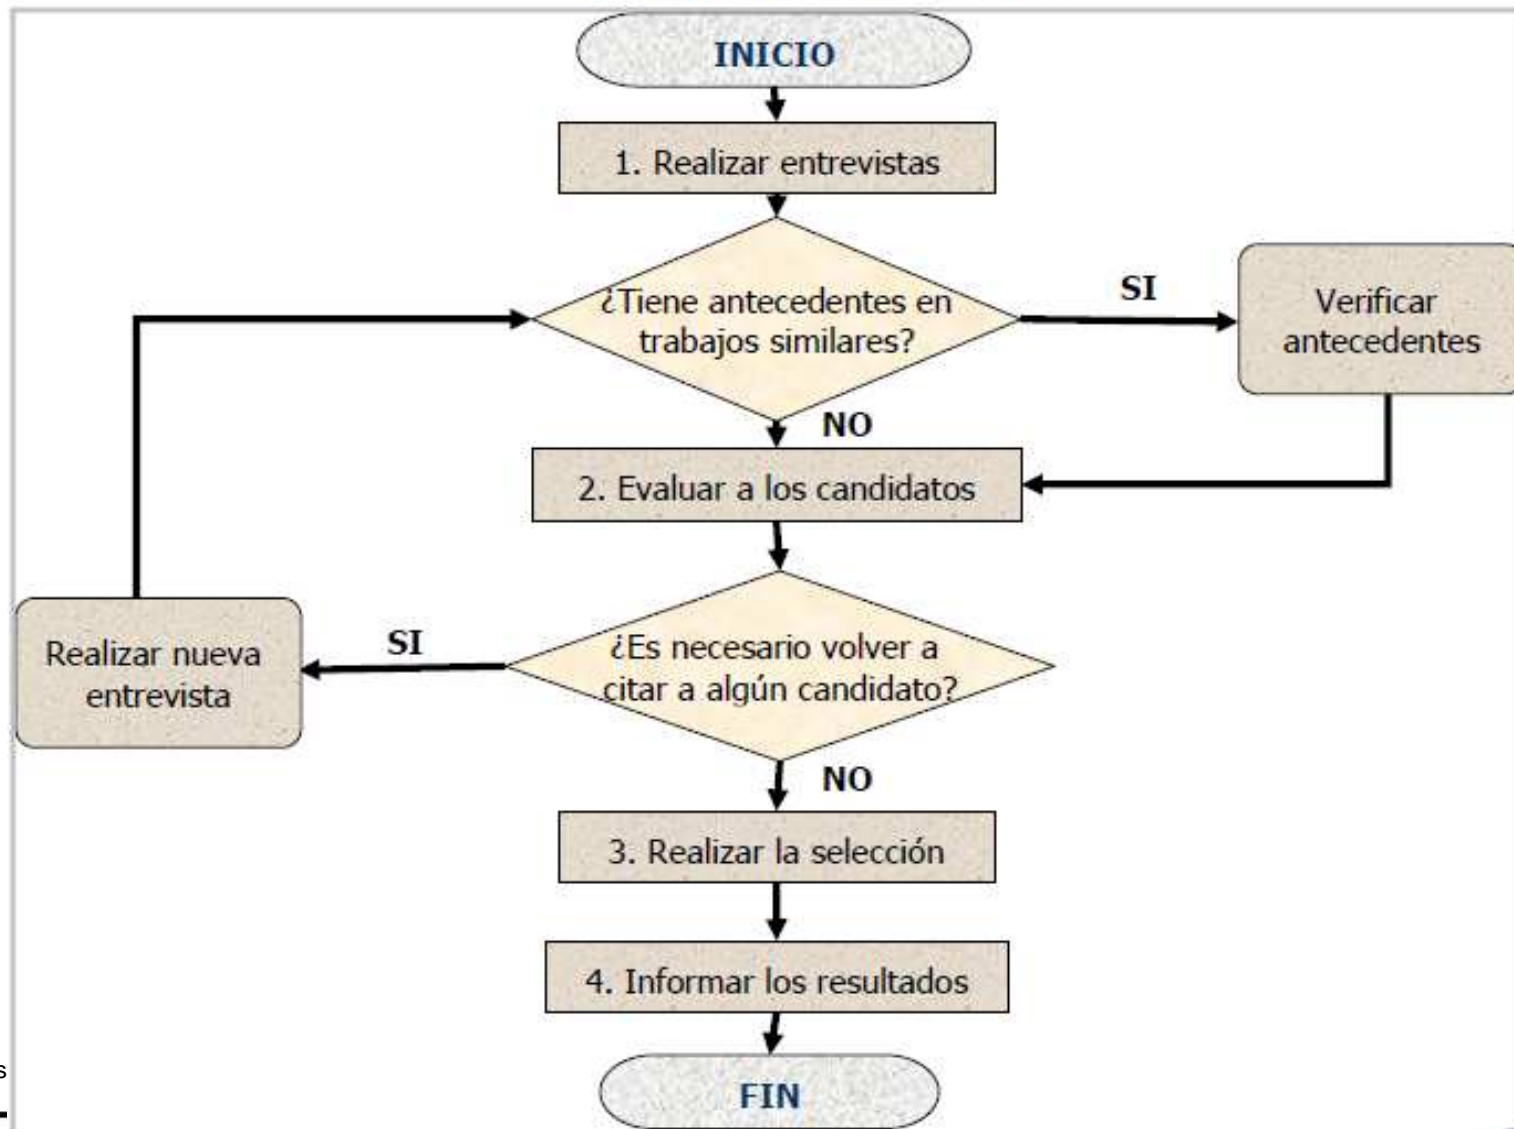 INICIO
1. Realizar entrevistas
¿Tiene antecedentes en
trabajos similares?
SI
Verificar
antecedentes
NO
2. Evaluar a los candidatos
¿Es necesario volver a
citar a algún candidato?
SI
Realizar nueva
entrevista
NO
3. Realizar la selección
4. Informar los resultados
FIN
s